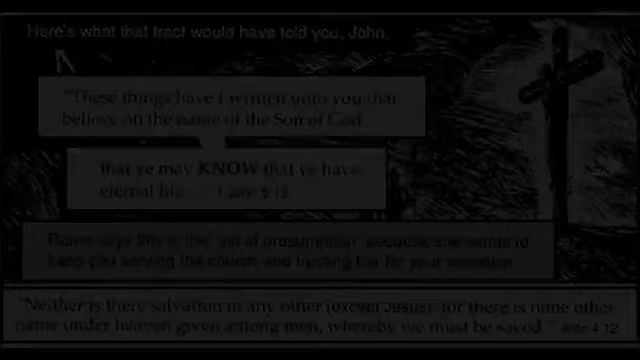 Here's what that tract would have told you, John.
"These things have I written unto you that
believe on the name of the Son of God
that ye may KNOW that ye have
eternal life... 1 John 5:13
Rome says this is the "sin of presumption" because she wants to
keep you serving the church and trusting her for your salvation.
"Neither is there salvation in any other (except Jesus): for there is none other
name under heaven given among men, whereby we must be saved." Acts 4:12